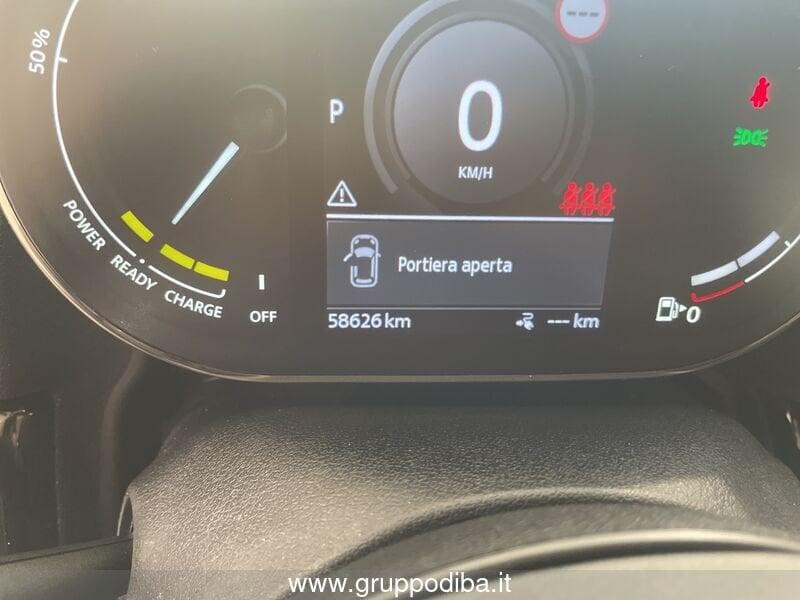 50%
---
P
0
KM/H
Portiera aperta
POWER
READY
CHARGE
OFF
58626 km
--- km
0
www.gruppodiba.it